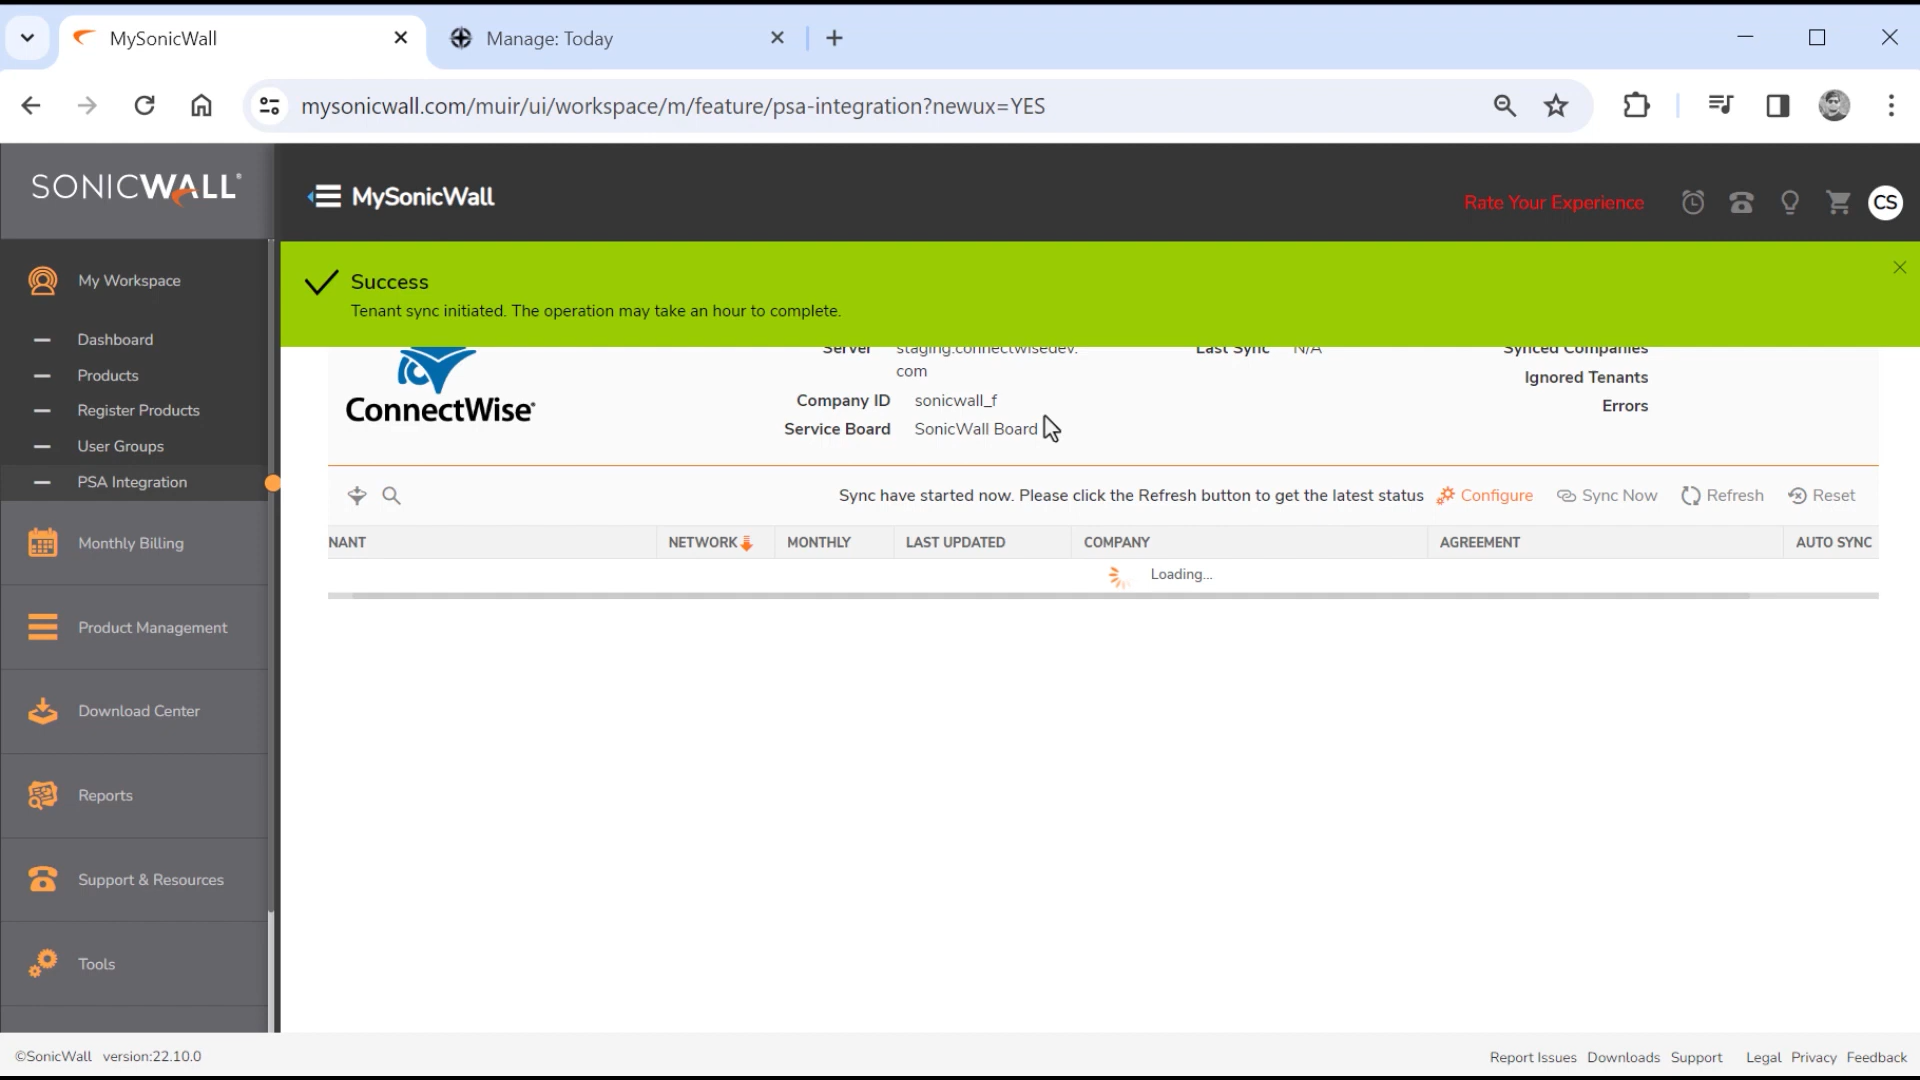 MySonicWall
Manage: Today
mysonicwall.com/muir/ui/workspace/m/feature/psa-integration?newux=YES
SONICWALL®
MySonicWall
Rate Your Experience
CS
Success
Tenant sync initiated. The operation may take an hour to complete.
My Workspace
Dashboard
Products
Register Products
User Groups
PSA Integration
Monthly Billing
Product Management
Download Center
Reports
Support & Resources
Tools
ConnectWise®
Server staging.connectwisedev.
com
Company ID sonicwall_f
Service Board SonicWall Board
Last Sync N/A
Synced Companies
Ignored Tenants
Errors
Sync have started now. Please click the Refresh button to get the latest status Configure Sync Now Refresh Reset
NANT NETWORK MONTHLY LAST UPDATED COMPANY AGREEMENT AUTO SYNC
Loading...
©SonicWall version:22.10.0
Report Issues Downloads Support Legal Privacy Feedback